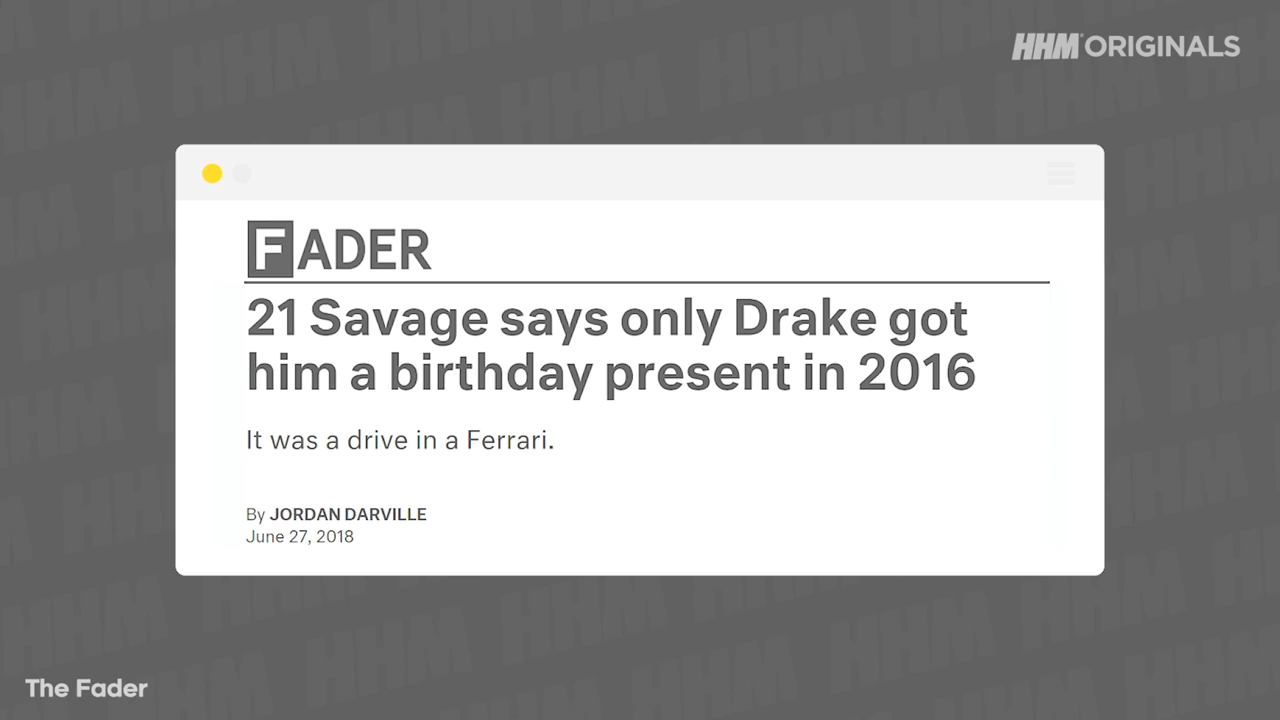 HHM ORIGINALS
FADER
21 Savage says only Drake got
him a birthday present in 2016
It was a drive in a Ferrari.
By JORDAN DARVILLE
June 27, 2018
The Fader